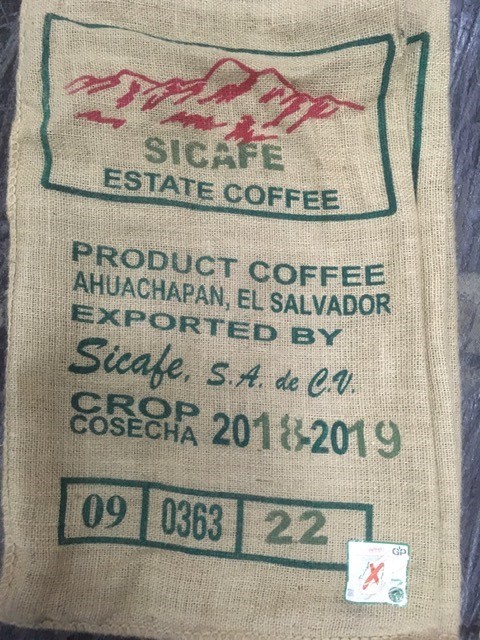 SICAFE
ESTATE COFFEE
PRODUCT COFFEE
AHUACHAPAN, EL SALVADOR
EXPORTED BY
Sicafe, S.A. de C.V.
CROP
COSECHA 2018-2019
09 0363 22
GP